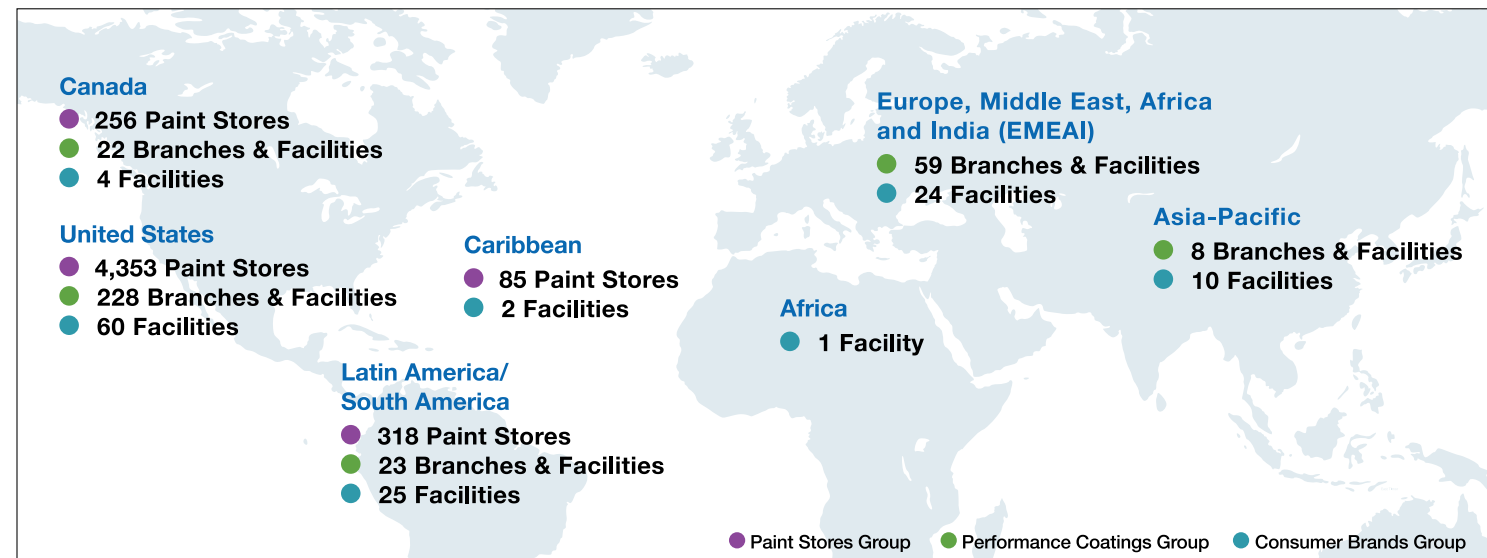 Canada
256 Paint Stores
22 Branches & Facilities
4 Facilities
United States
4,353 Paint Stores
228 Branches & Facilities
60 Facilities
Caribbean
85 Paint Stores
2 Facilities
Latin America/
South America
318 Paint Stores
23 Branches & Facilities
25 Facilities
Europe, Middle East, Africa
and India (EMEAI)
59 Branches & Facilities
24 Facilities
Africa
1 Facility
Asia-Pacific
8 Branches & Facilities
10 Facilities
Paint Stores Group
Performance Coatings Group
Consumer Brands Group